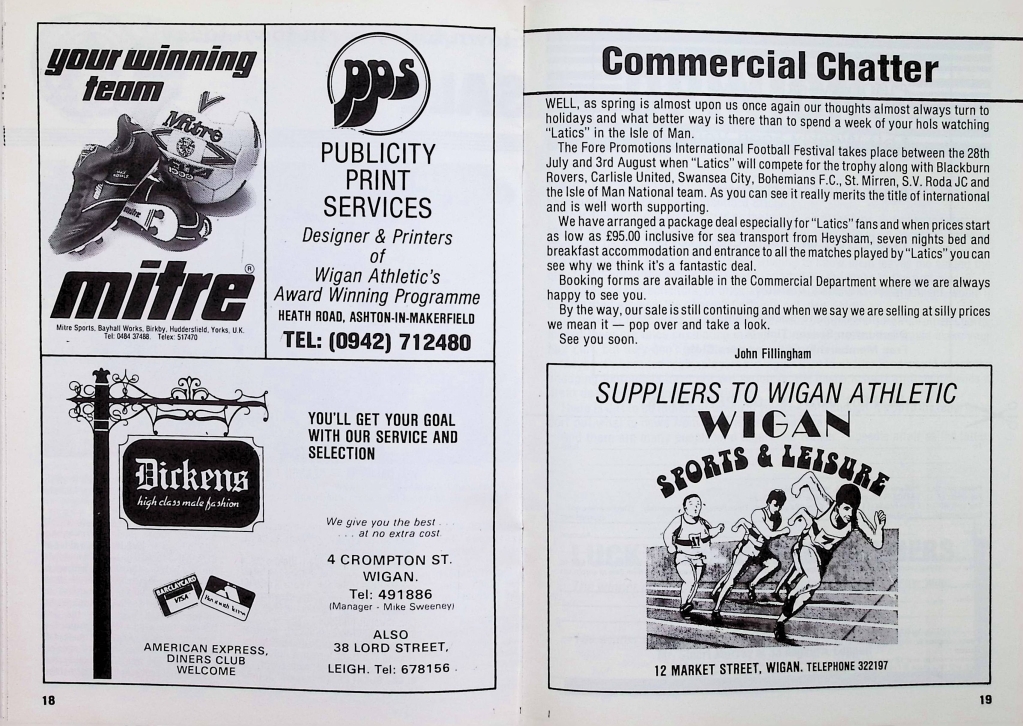 your winning
team
Mitre
mitre®
Mitre Sports, Bayhall Works, Birkby, Huddersfield, Yorks, U.K.
Tel: 0484 37488. Telex: 517470
pps
PUBLICITY
PRINT
SERVICES
Designer & Printers
of
Wigan Athletic's
Award Winning Programme
HEATH ROAD, ASHTON-IN-MAKERFIELD
TEL: (0942) 712480
Dickens
high class male fashion
YOU'LL GET YOUR GOAL
WITH OUR SERVICE AND
SELECTION
We give you the best . . .
. . . at no extra cost
4 CROMPTON ST.
WIGAN.
Tel: 491886
(Manager - Mike Sweeney)
BARCLAYCARD
VISA
AMERICAN EXPRESS,
DINERS CLUB
WELCOME
ALSO
38 LORD STREET,
LEIGH. Tel: 678156
18
Commercial Chatter
WELL, as spring is almost upon us once again our thoughts almost always turn to
holidays and what better way is there than to spend a week of your hols watching
"Latics" in the Isle of Man.
The Fore Promotions International Football Festival takes place between the 28th
July and 3rd August when "Latics" will compete for the trophy along with Blackburn
Rovers, Carlisle United, Swansea City, Bohemians F.C., St. Mirren, S.V. Roda JC and
the Isle of Man National team. As you can see it really merits the title of international
and is well worth supporting.
We have arranged a package deal especially for "Latics" fans and when prices start
as low as £95.00 inclusive for sea transport from Heysham, seven nights bed and
breakfast accommodation and entrance to all the matches played by "Latics" you can
see why we think it's a fantastic deal.
Booking forms are available in the Commercial Department where we are always
happy to see you.
By the way, our sale is still continuing and when we say we are selling at silly prices
we mean it — pop over and take a look.
See you soon.
John Fillingham
SUPPLIERS TO WIGAN ATHLETIC
WIGAN
SPORTS & LEISURE
12 MARKET STREET, WIGAN. TELEPHONE 322197
19